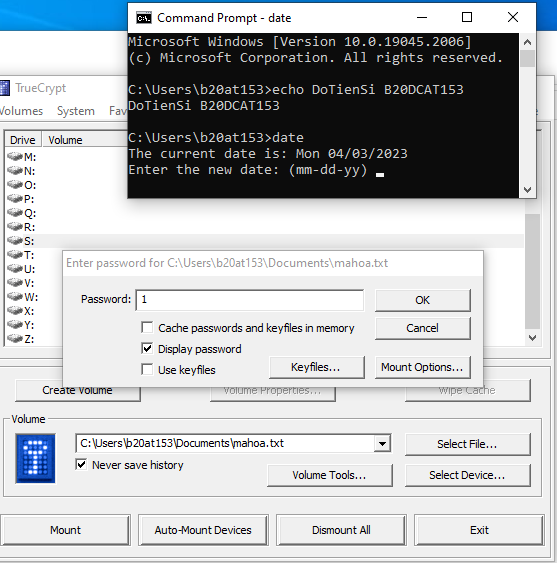 Command Prompt - date
Microsoft Windows [Version 10.0.19045.2006]
(c) Microsoft Corporation. All rights reserved.
C:\Users\b20at153>echo DoTienSi B20DCAT153
DoTienSi B20DCAT153
C:\Users\b20at153>date
The current date is: Mon 04/03/2023
Enter the new date: (mm-dd-yy)
TrueCrypt
Volumes System Fav
Drive Volume
M:
N:
O:
P:
Q:
R:
S:
T:
U:
V:
W:
X:
Y:
Z:
Enter password for C:\Users\b20at153\Documents\mahoa.txt
Password: 1 OK
Cache passwords and keyfiles in memory Cancel
Display password
Use keyfiles Keyfiles... Mount Options...
Create Volume Volume Properties... Wipe Cache
Volume
C:\Users\b20at153\Documents\mahoa.txt Select File...
Never save history
Volume Tools... Select Device...
Mount Auto-Mount Devices Dismount All Exit